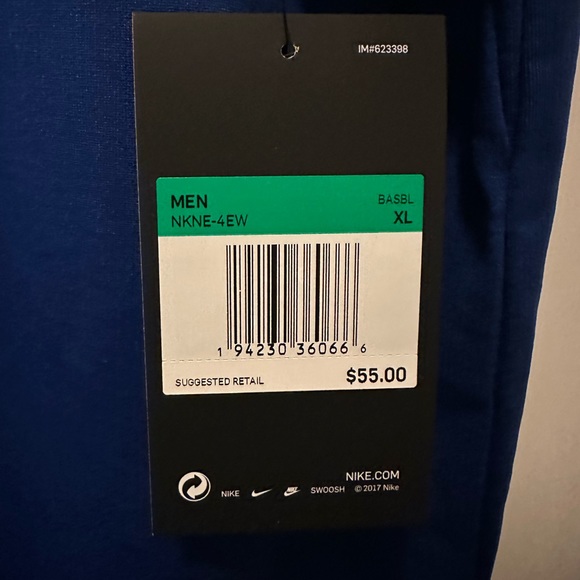 IM#623398
MEN BASBL
NKNE-4EW XL
1 94230 36066 6
SUGGESTED RETAIL $55.00
NIKE.COM
NIKE SWOOSH © 2017 Nike